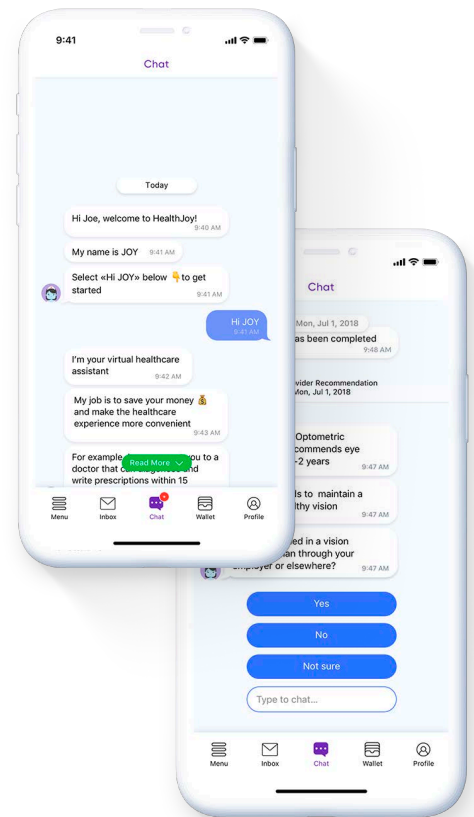 9:41
Chat
Today
Hi Joe, welcome to HealthJoy!
9:40 AM
My name is JOY 9:41 AM
Select «Hi JOY» below 👇 to get
started
9:41 AM
Hi JOY
9:41 AM
I'm your virtual healthcare
assistant
9:42 AM
My job is to save your money 💰
and make the healthcare
experience more convenient
9:43 AM
For example
you to a
Read More
doctor that can
and
write prescriptions within 15
Menu Inbox Chat Wallet Profile
Chat
Mon, Jul 1, 2018
as been completed
9:48 AM
Recommendation
Mon, Jul 1, 2018
Optometric
commends eye
-2 years
9:47 AM
ls to maintain a
lthy vision
9:47 AM
ed in a vision
an through your
employer or elsewhere?
9:47 AM
Yes
No
Not sure
Type to chat...
Menu Inbox Chat Wallet Profile